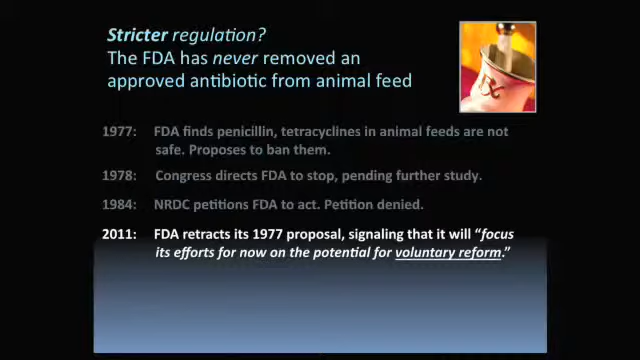 Stricter regulation?
The FDA has never removed an
approved antibiotic from animal feed
1977: FDA finds penicillin, tetracyclines in animal feeds are not
safe. Proposes to ban them.
1978: Congress directs FDA to stop, pending further study.
1984: NRDC petitions FDA to act. Petition denied.
2011: FDA retracts its 1977 proposal, signaling that it will “focus
its efforts for now on the potential for voluntary reform.”